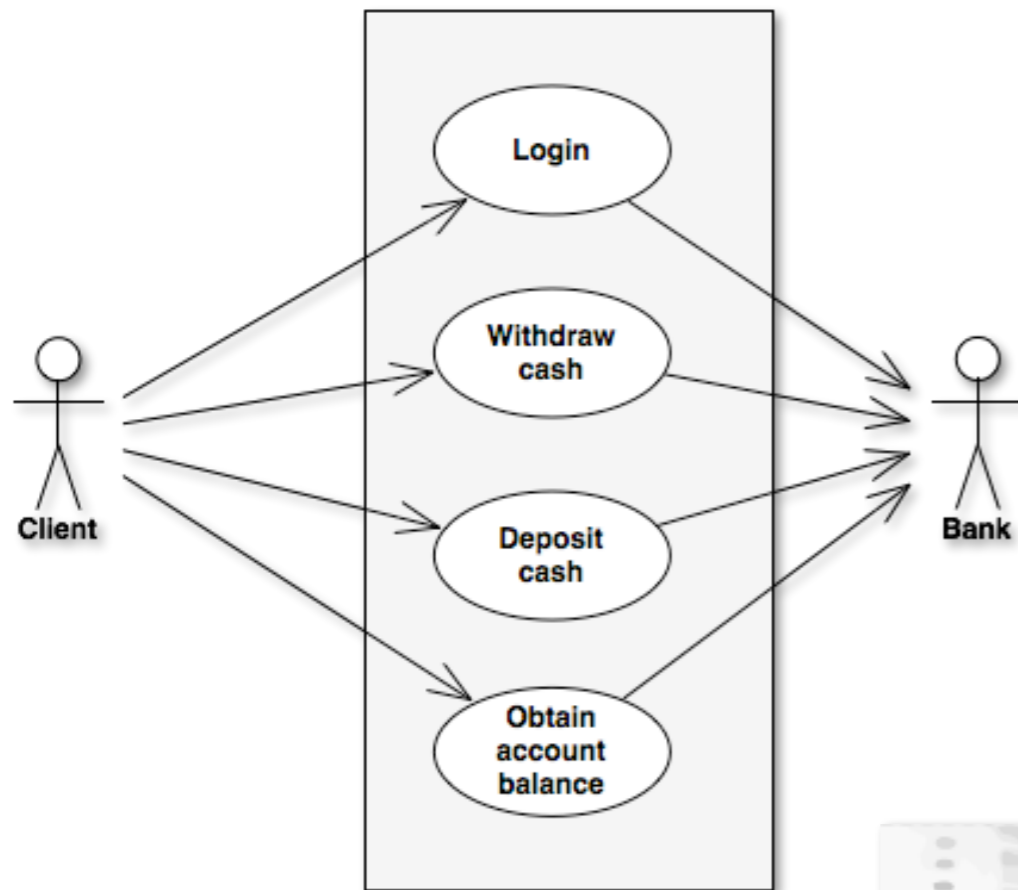 Login
Withdraw
cash
Client
Bank
Deposit
cash
Obtain
account
balance